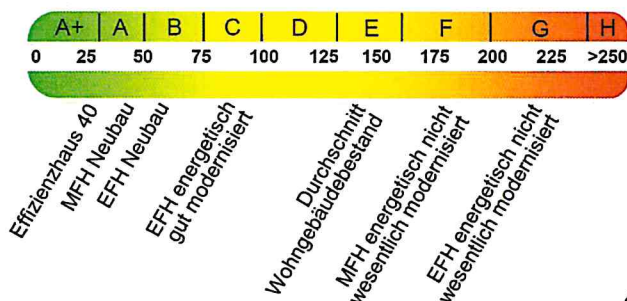 A+ A B C D E F G H
0 25 50 75 100 125 150 175 200 225 >250
Effizienzhaus 40
MFH Neubau
EFH Neubau
EFH energetisch
gut modernisiert
Durchschnitt
Wohngebäudebestand
MFH energetisch nicht
wesentlich modernisiert
EFH energetisch nicht
wesentlich modernisiert